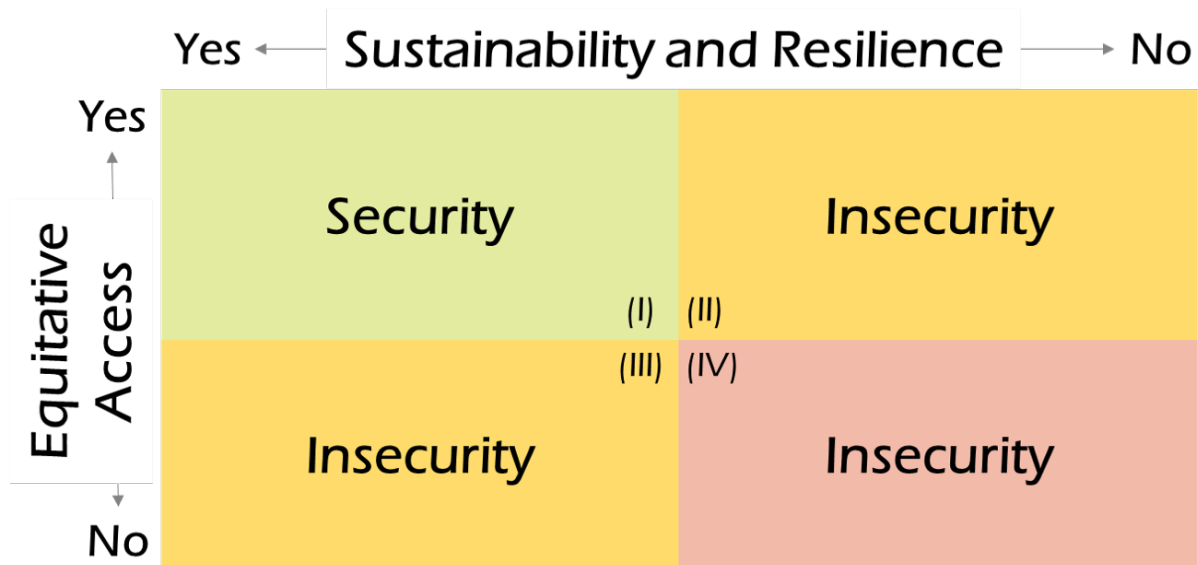 Yes Sustainability and Resilience No
Yes
Equitative
Access
No
Security
Insecurity
(I) (II)
(III) (IV)
Insecurity
Insecurity